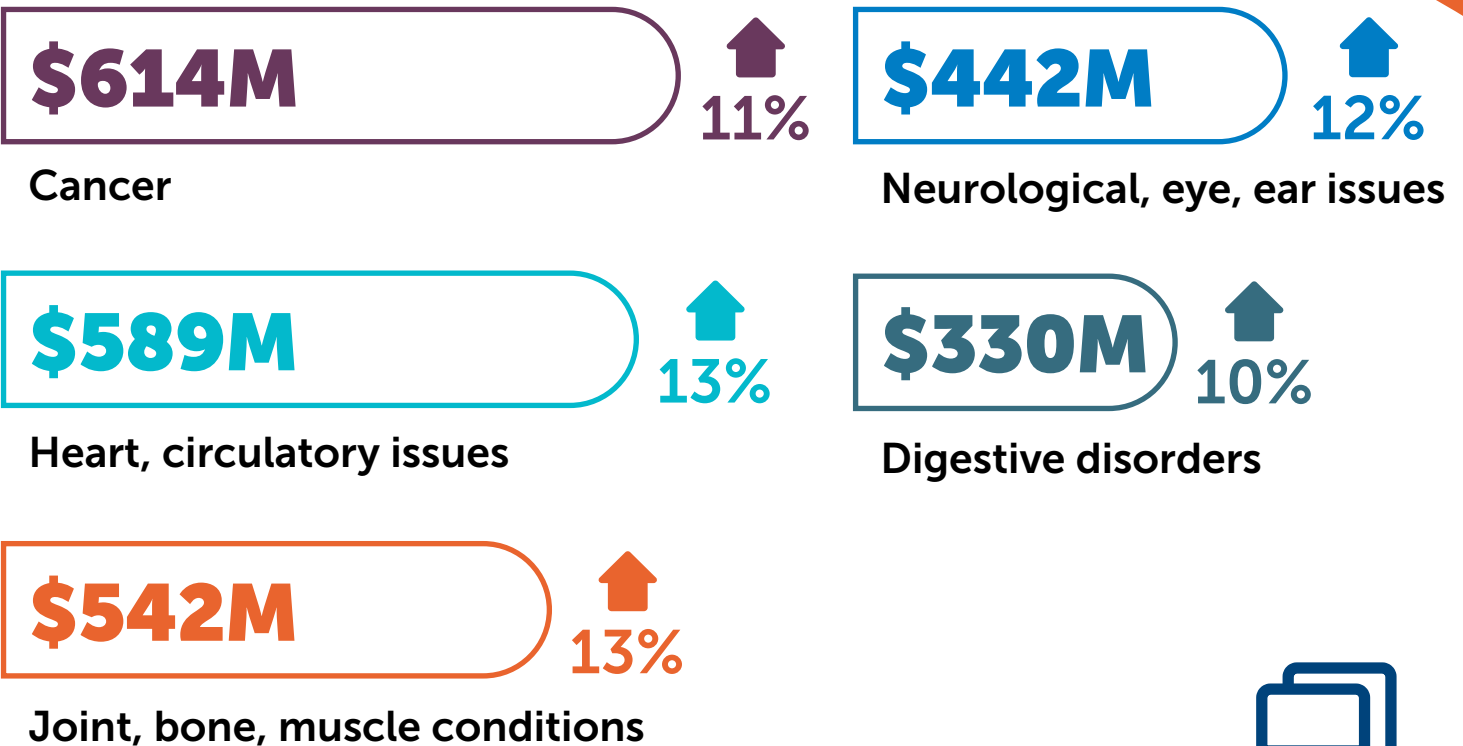 $614M
11%
Cancer
$589M
13%
Heart, circulatory issues
$542M
13%
Joint, bone, muscle conditions
$442M
12%
Neurological, eye, ear issues
$330M
10%
Digestive disorders